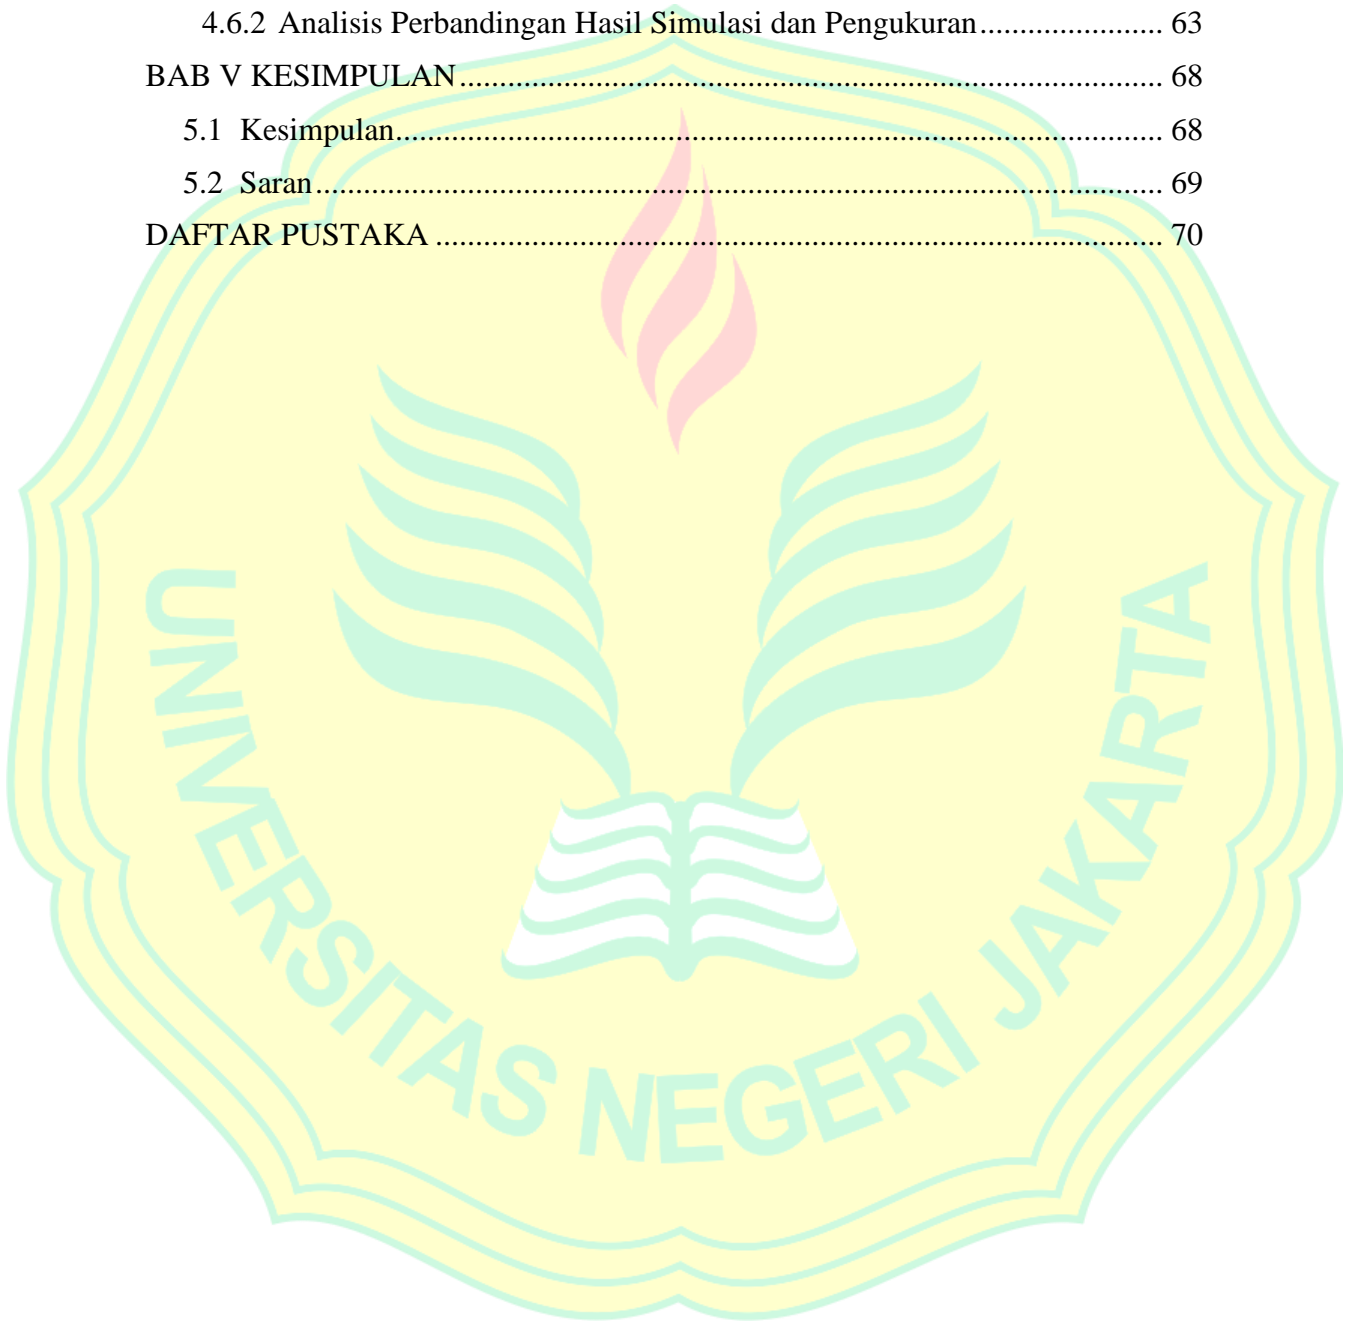 4.6.2 Analisis Perbandingan Hasil Simulasi dan Pengukuran....................... 63
BAB V KESIMPULAN........................................................................................ 68
5.1 Kesimpulan................................................................................................ 68
5.2 Saran.......................................................................................................... 69
DAFTAR PUSTAKA ........................................................................................... 70
UNIVERSITAS NEGERI JAKARTA